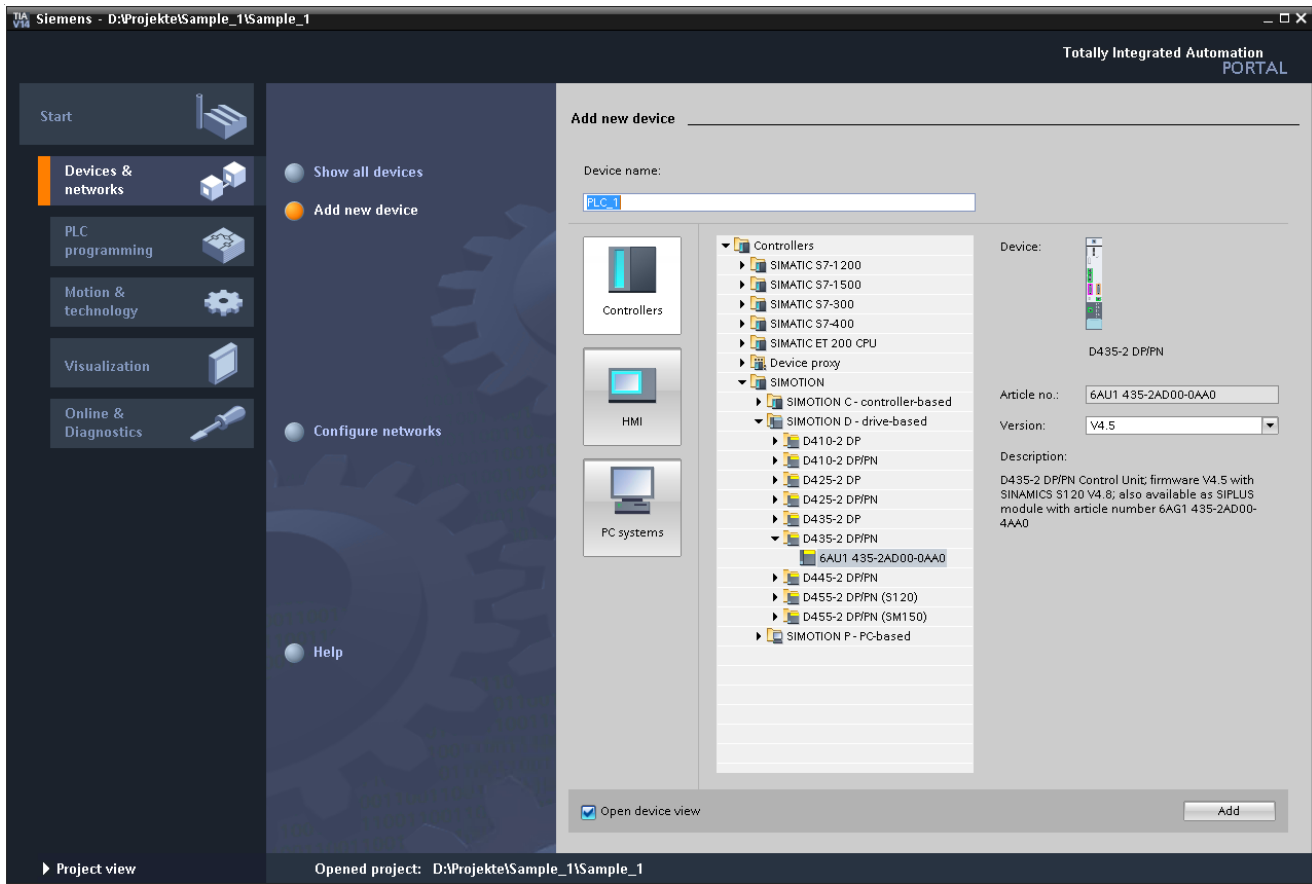 TIA V14 Siemens - D:\Projekte\Sample_1\Sample_1
Totally Integrated Automation
PORTAL
Start
Devices &
networks
PLC
programming
Motion &
technology
Visualization
Online &
Diagnostics
Show all devices
Add new device
Configure networks
Help
Add new device
Device name:
PLC_1
Controllers
HMI
PC systems
Controllers
SIMATIC S7-1200
SIMATIC S7-1500
SIMATIC S7-300
SIMATIC S7-400
SIMATIC ET 200 CPU
Device proxy
SIMOTION
SIMOTION C - controller-based
SIMOTION D - drive-based
D410-2 DP
D410-2 DP/PN
D425-2 DP
D425-2 DP/PN
D435-2 DP
D435-2 DP/PN
6AU1 435-2AD00-0AA0
D445-2 DP/PN
D455-2 DP/PN (S120)
D455-2 DP/PN (SM150)
SIMOTION P - PC-based
Device:
D435-2 DP/PN
Article no.: 6AU1 435-2AD00-0AA0
Version: V4.5
Description:
D435-2 DP/PN Control Unit; firmware V4.5 with
SINAMICS S120 V4.8; also available as SIPLUS
module with article number 6AG1 435-2AD00-
4AA0
Open device view
Add
Project view
Opened project: D:\Projekte\Sample_1\Sample_1